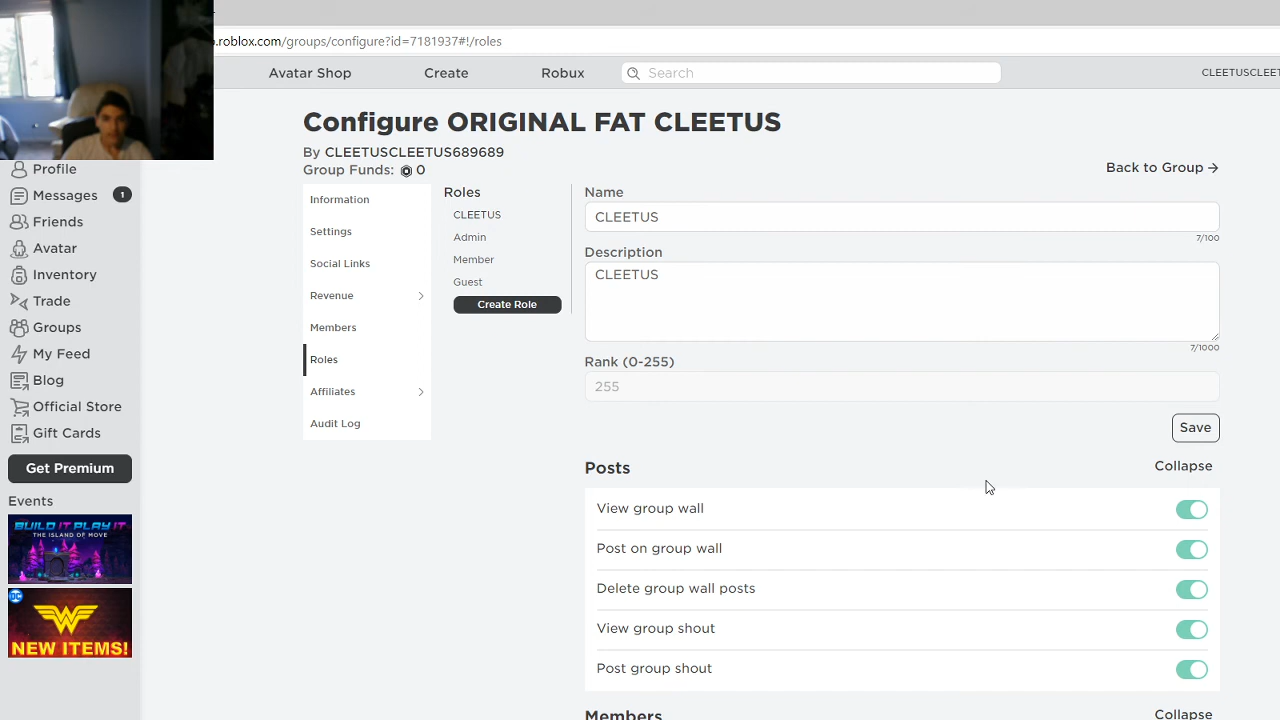 .roblox.com/groups/configure?id=7181937#!/roles
Avatar Shop Create Robux Search CLEETUSCLEET
Configure ORIGINAL FAT CLEETUS
By CLEETUSCLEETUS689689
Group Funds: 0
Back to Group →
Profile
Messages 1
Friends
Avatar
Inventory
Trade
Groups
My Feed
Blog
Official Store
Gift Cards
Get Premium
Events
BUILD IT PLAY IT
THE ISLAND OF MOVE
DC
NEW ITEMS!
Information
Settings
Social Links
Revenue
Members
Roles
Affiliates
Audit Log
Roles
CLEETUS
Admin
Member
Guest
Create Role
Name
CLEETUS
7/100
Description
CLEETUS
7/1000
Rank (0-255)
255
Save
Posts Collapse
View group wall
Post on group wall
Delete group wall posts
View group shout
Post group shout
Members Collapse